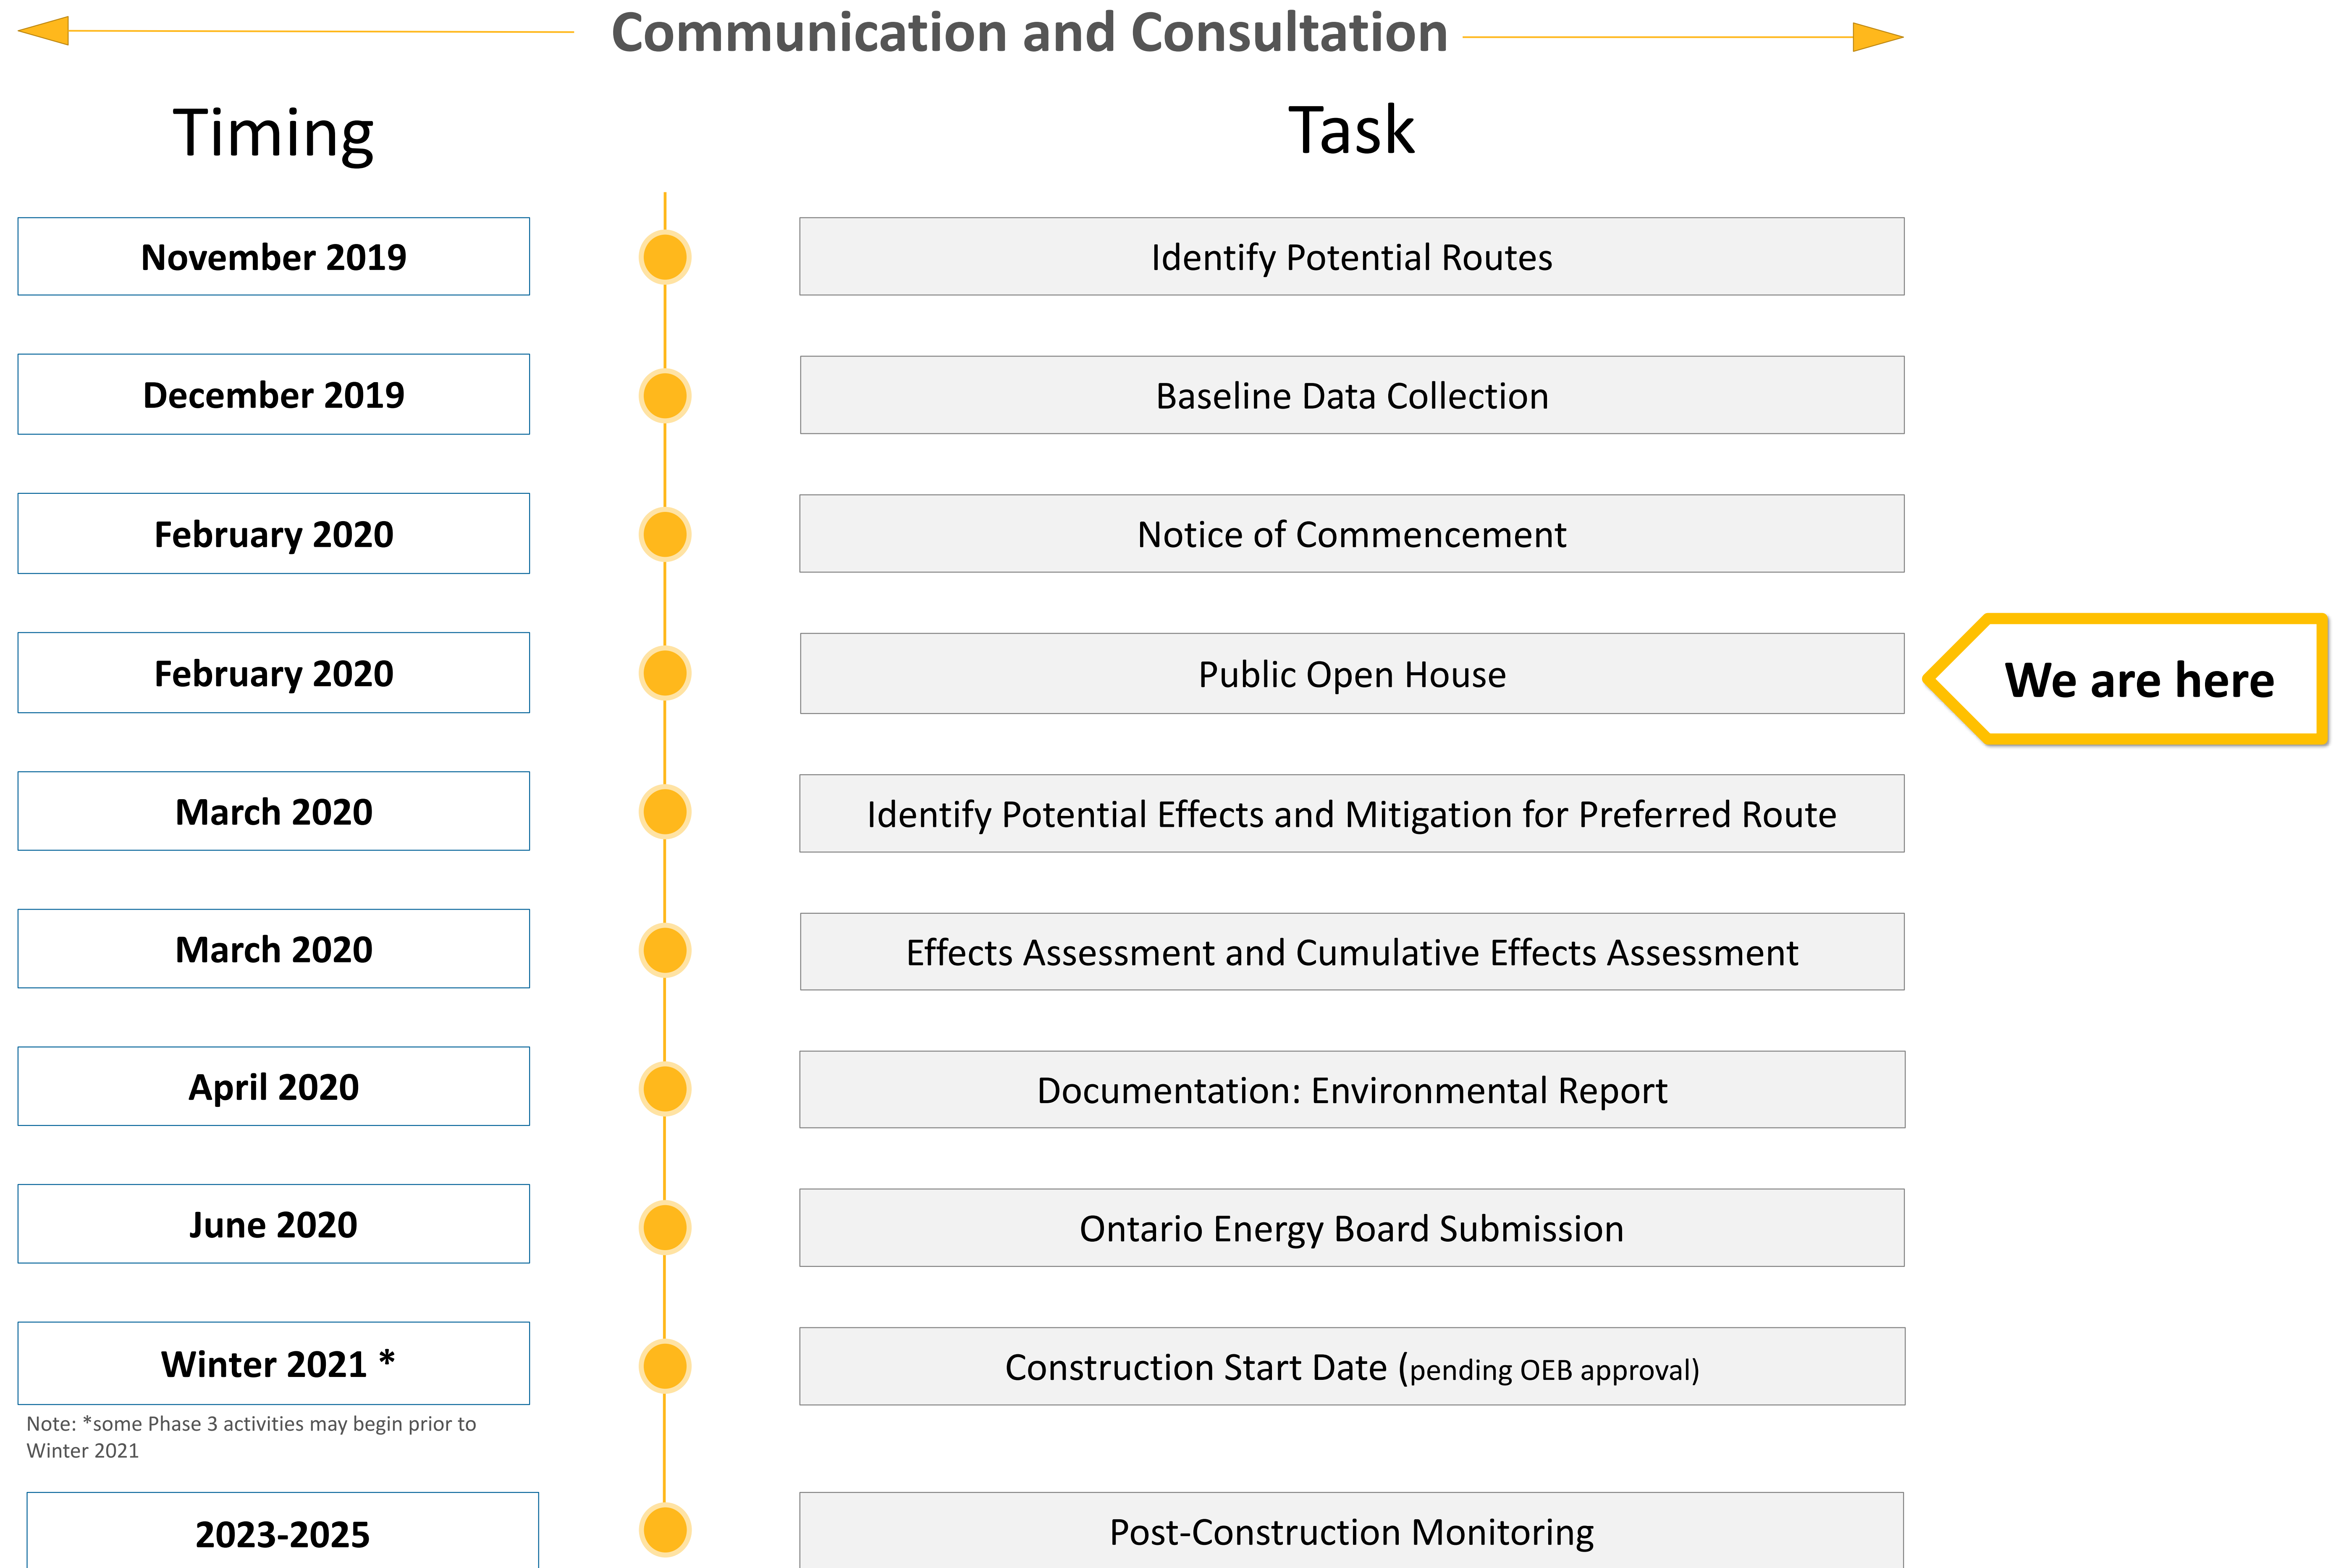 Communication and Consultation
Timing
Task
November 2019
Identify Potential Routes
December 2019
Baseline Data Collection
February 2020
Notice of Commencement
February 2020
Public Open House
We are here
March 2020
Identify Potential Effects and Mitigation for Preferred Route
March 2020
Effects Assessment and Cumulative Effects Assessment
April 2020
Documentation: Environmental Report
June 2020
Ontario Energy Board Submission
Winter 2021 *
Construction Start Date (pending OEB approval)
Note: *some Phase 3 activities may begin prior to
Winter 2021
2023-2025
Post-Construction Monitoring